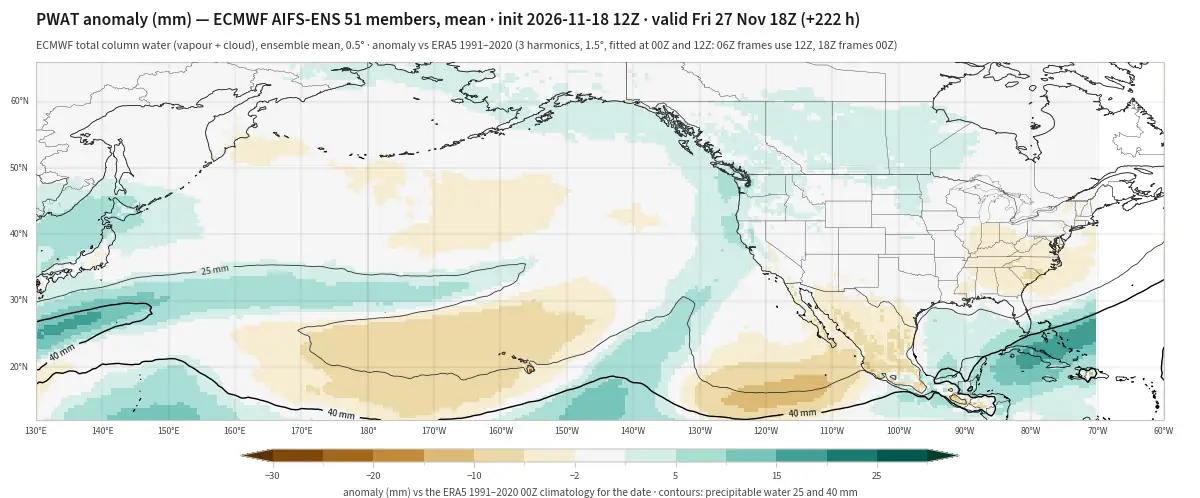 PWAT anomaly (mm) — ECMWF AIFS-ENS 51 members, mean · init 2026-11-18 12Z · valid Fri 27 Nov 18Z (+222 h)
ECMWF total column water (vapour + cloud), ensemble mean, 0.5° · anomaly vs ERA5 1991–2020 (3 harmonics, 1.5°, fitted at 00Z and 12Z: 06Z frames use 12Z, 18Z frames 00Z)
60°N
50°N
40°N
25 mm
30°N
40 mm
20°N
40 mm
40 mm
130°E 140°E 150°E 160°E 170°E 180° 170°W 160°W 150°W 140°W 130°W 120°W 110°W 100°W 90°W 80°W 70°W 60°W
−30 −20 −10 −2 5 15 25
anomaly (mm) vs the ERA5 1991–2020 00Z climatology for the date · contours: precipitable water 25 and 40 mm